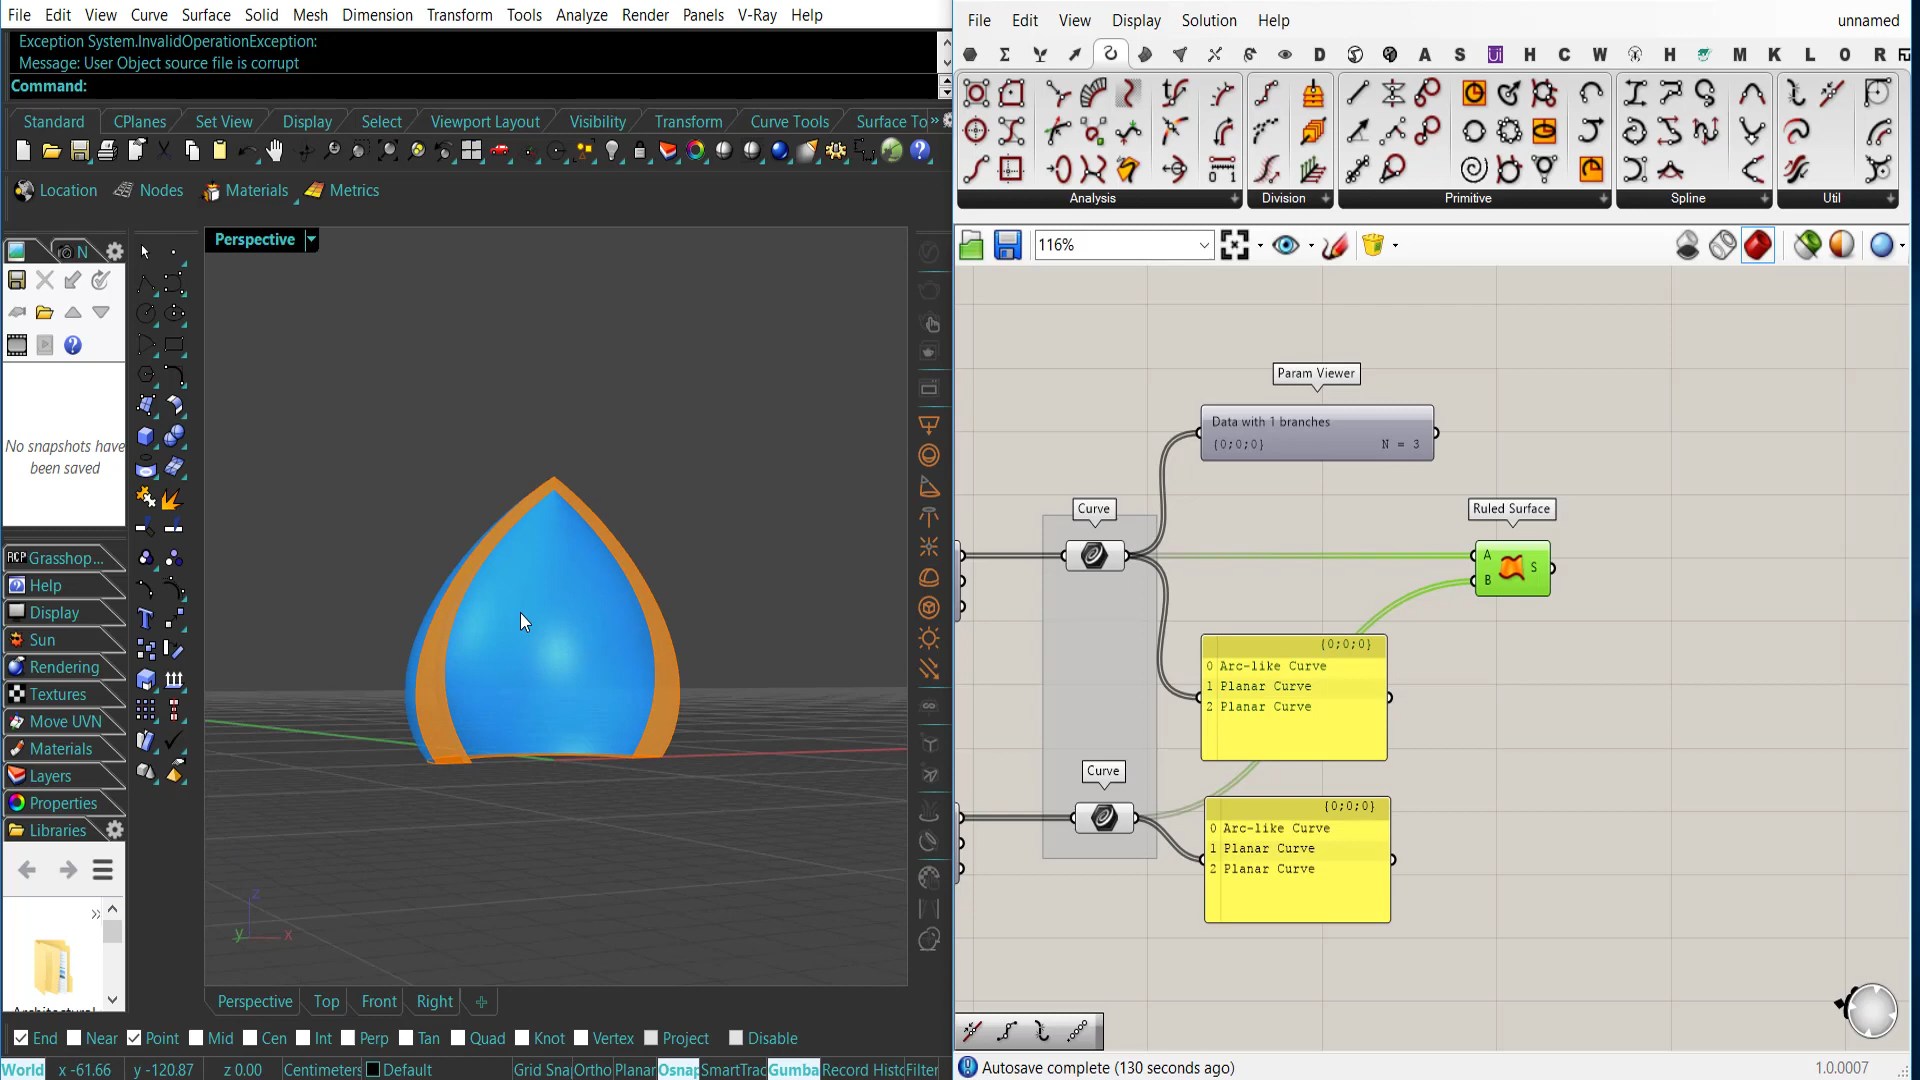 File Edit View Curve Surface Solid Mesh Dimension Transform Tools Analyze Render Panels V-Ray Help
Exception System.InvalidOperationException:
Message: User Object source file is corrupt
Command:
Standard CPlanes Set View Display Select Viewport Layout Visibility Transform Curve Tools Surface To »
Location Nodes Materials Metrics
N
No snapshots have
been saved
RCP Grasshop...
Help
Display
Sun
Rendering
Textures
Move UVN
Materials
Layers
Properties
Libraries
»
Perspective
z
y x
Perspective Top Front Right
End Near Point Mid Cen Int Perp Tan Quad Knot Vertex Project Disable
World x -61.66 y -120.87 z 0.00 Centimeters Default Grid Sna Ortho Planar Osnap SmartTrac Gumba Record Histo Filter
File Edit View Display Solution Help unnamed
D A S H C W H M K L O R
Analysis Division Primitive Spline Util
116%
Param Viewer
Data with 1 branches
{0;0;0} N = 3
Curve
Ruled Surface
A
B
S
{0;0;0}
0 Arc-like Curve
1 Planar Curve
2 Planar Curve
Curve
{0;0;0}
0 Arc-like Curve
1 Planar Curve
2 Planar Curve
Autosave complete (130 seconds ago) 1.0.0007